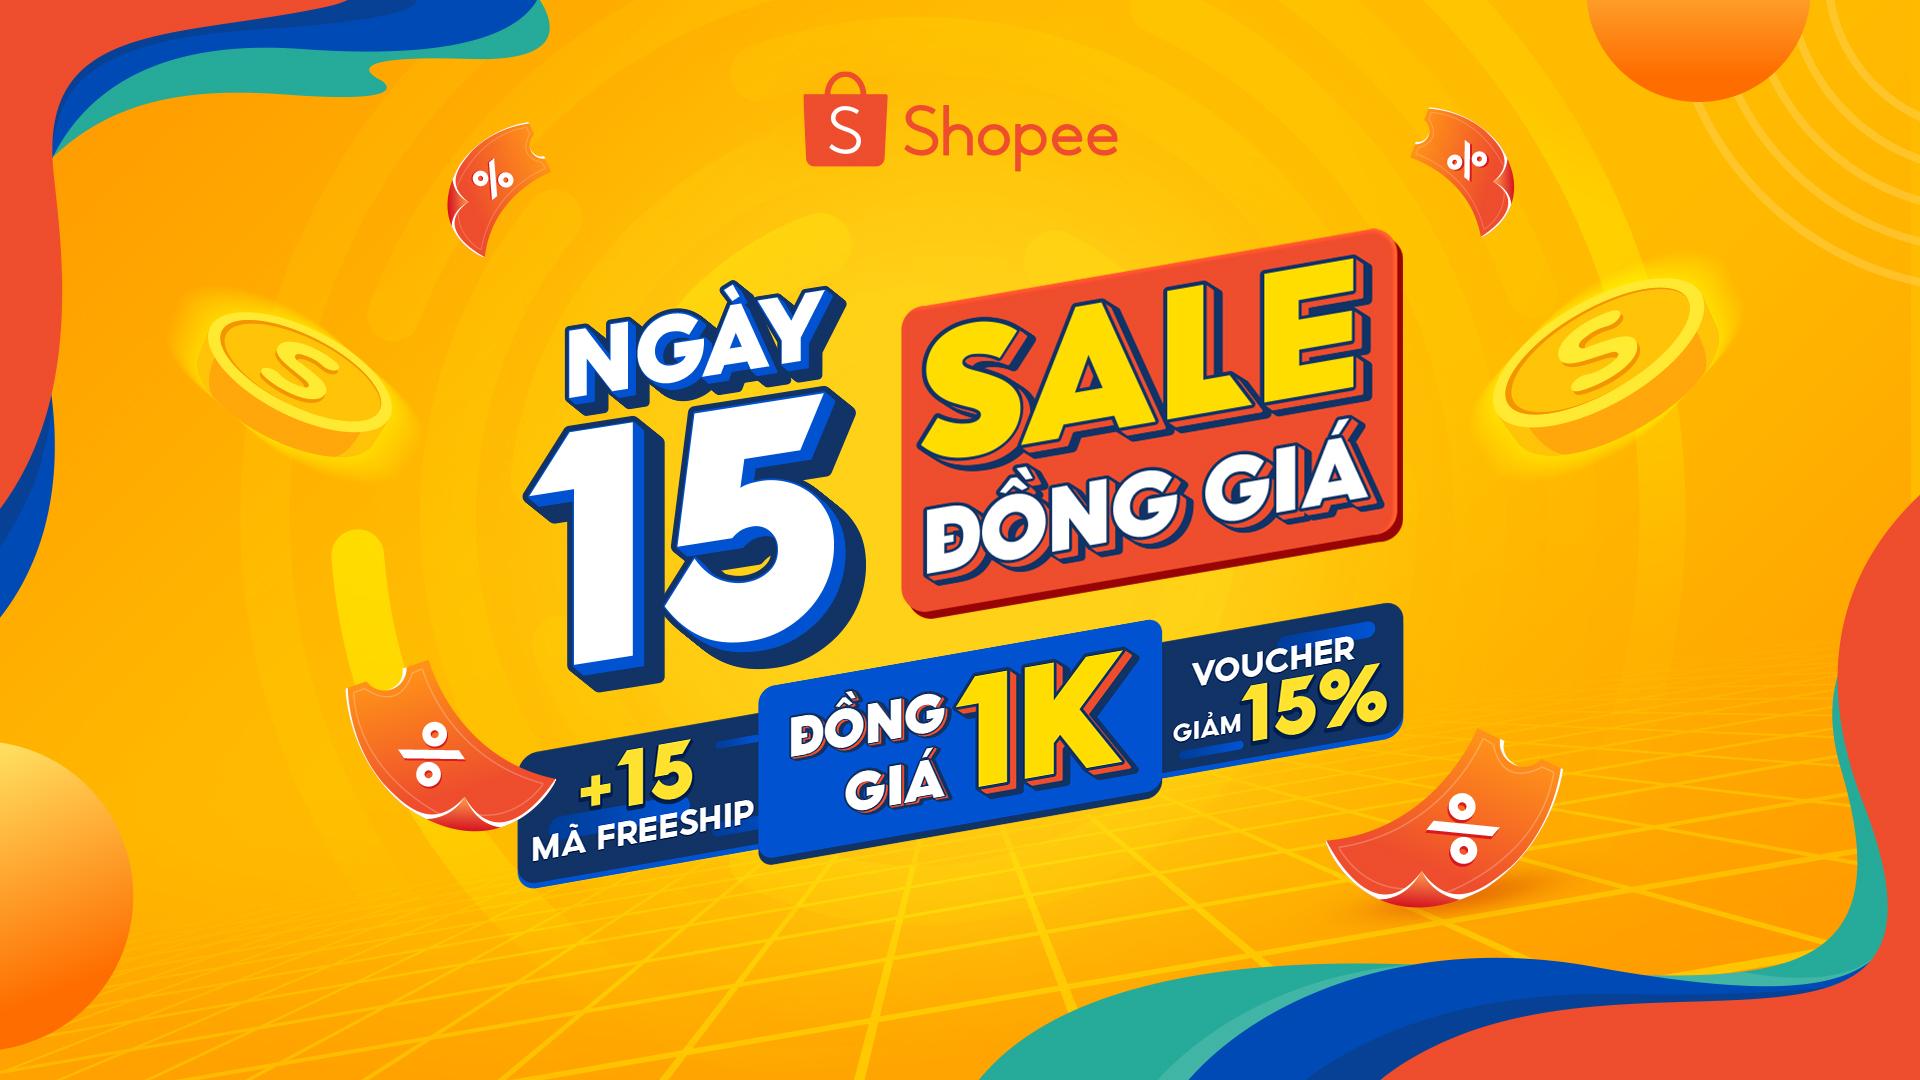 S Shopee
NGÀY
15
SALE
ĐỒNG GIÁ
+15
MÃ FREESHIP
ĐỒNG
GIÁ 1K
VOUCHER
GIẢM 15%
%
%
S
S
%
%